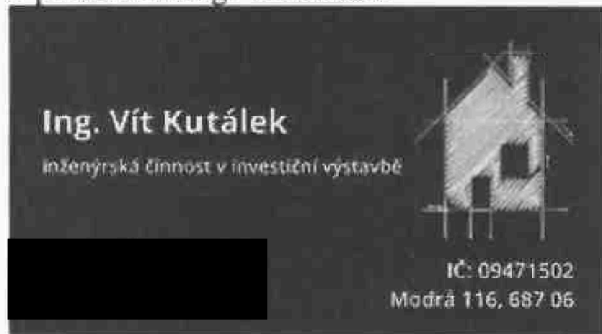 Ing. Vít Kutálek
inženýrská činnost v investiční výstavbě
IČ: 09471502
Modrá 116, 687 06